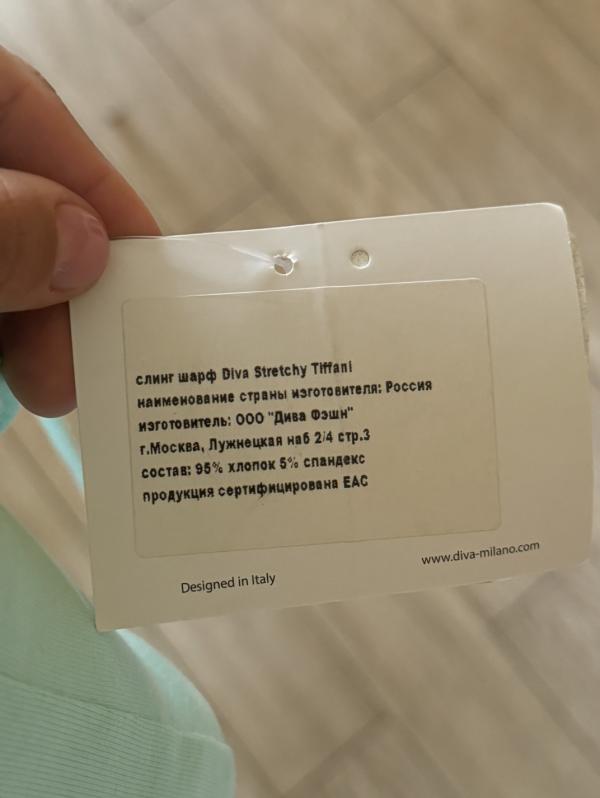 слинг шарф Diva Stretchy Tiffani
наименование страны изготовителя: Россия
изготовитель: ООО "Дива Фэшн"
г.Москва, Лужнецкая наб 2/4 стр.3
состав: 95% хлопок 5% спандекс
продукция сертифицирована ЕАС
Designed in Italy
www.diva-milano.com